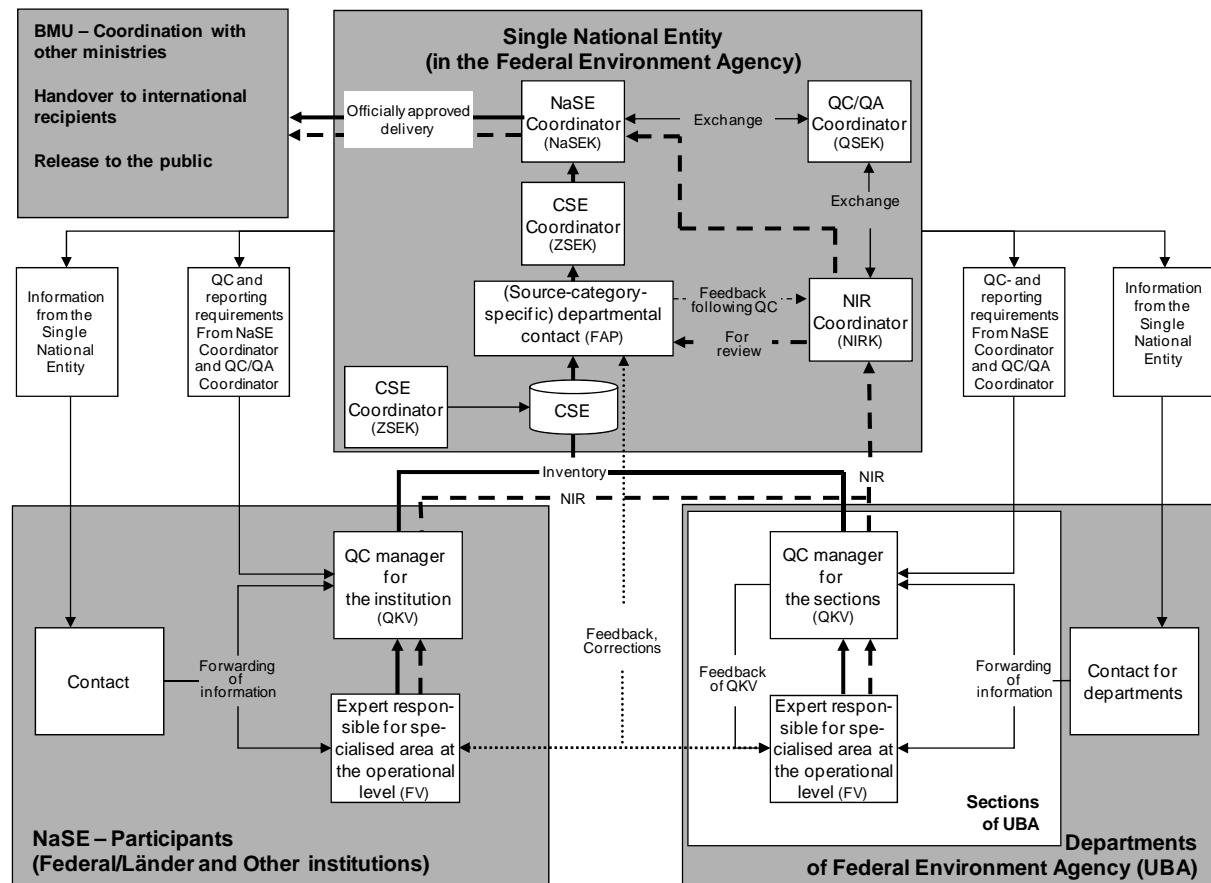 BMU – Coordination with
other ministries
Handover to international
recipients
Release to the public
Single National Entity
(in the Federal Environment Agency)
Officially approved
delivery
NaSE
Coordinator
(NaSEK)
Exchange
QC/QA
Coordinator
(QSEK)
CSE
Coordinator
(ZSEK)
Exchange
(Source-category-
specific) departmental
contact (FAP)
Feedback
following QC
For
review
NIR
Coordinator
(NIRK)
CSE
Coordinator
(ZSEK)
CSE
Information
from the
Single
National
Entity
QC and
reporting
requirements
From NaSE
Coordinator
and QC/QA
Coordinator
QC- and
reporting
requirements
From NaSE
Coordinator
and QC/QA
Coordinator
Information
from the
Single
National
Entity
Inventory
NIR
NIR
QC manager
for
the institution
(QKV)
Contact
Forwarding
of
information
Expert respon-
sible for spe-
cialised area at
the operational
level (FV)
NaSE – Participants
(Federal/Länder and Other institutions)
Feedback,
Corrections
QC manager
for
the sections
(QKV)
Feedback
of QKV
Forwarding
of
information
Contact for
departments
Expert respon-
sible for spe-
cialised area at
the operational
level (FV)
Sections
of UBA
Departments
of Federal Environment Agency (UBA)